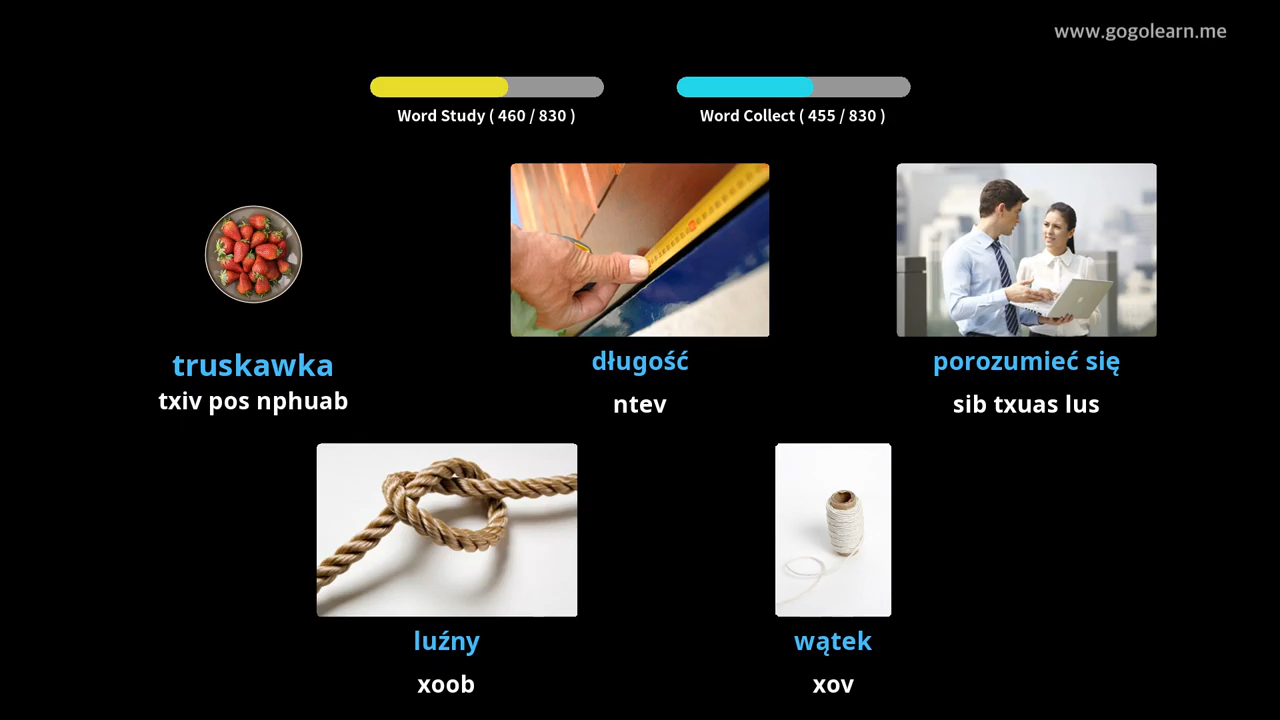 www.gogolearn.me
Word Study ( 460 / 830 )
Word Collect ( 455 / 830 )
truskawka
txiv pos nphuab
długość
ntev
porozumieć się
sib txuas lus
luźny
xoob
wątek
xov